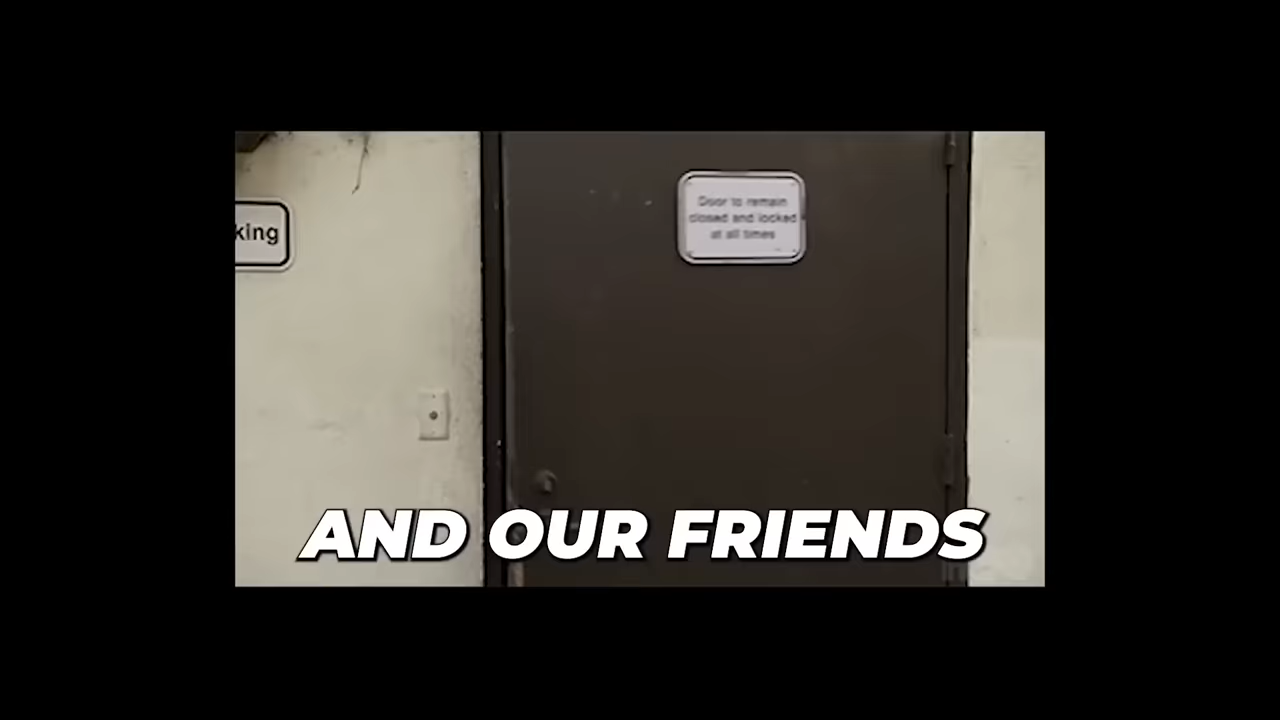 king
Door to remain
closed and locked
at all times
AND OUR FRIENDS